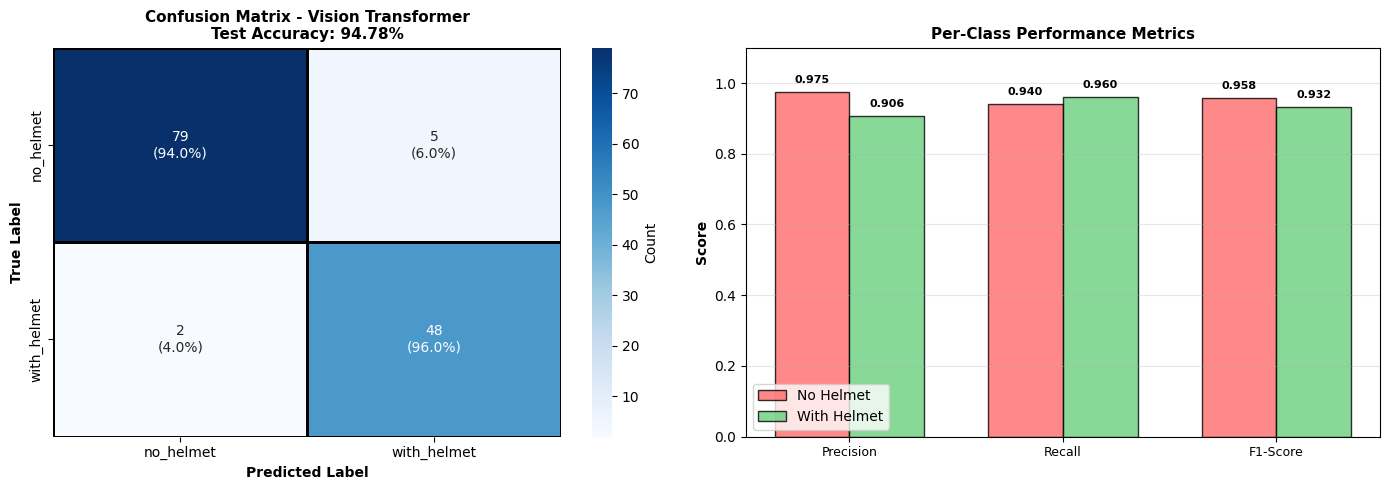 Confusion Matrix - Vision Transformer
Test Accuracy: 94.78%
True Label
no_helmet
with_helmet
79
(94.0%)
5
(6.0%)
2
(4.0%)
48
(96.0%)
no_helmet
with_helmet
Predicted Label
70
60
50
40
30
20
10
Count
Per-Class Performance Metrics
Score
1.0
0.8
0.6
0.4
0.2
0.0
0.975
0.906
0.940
0.960
0.958
0.932
No Helmet
With Helmet
Precision
Recall
F1-Score